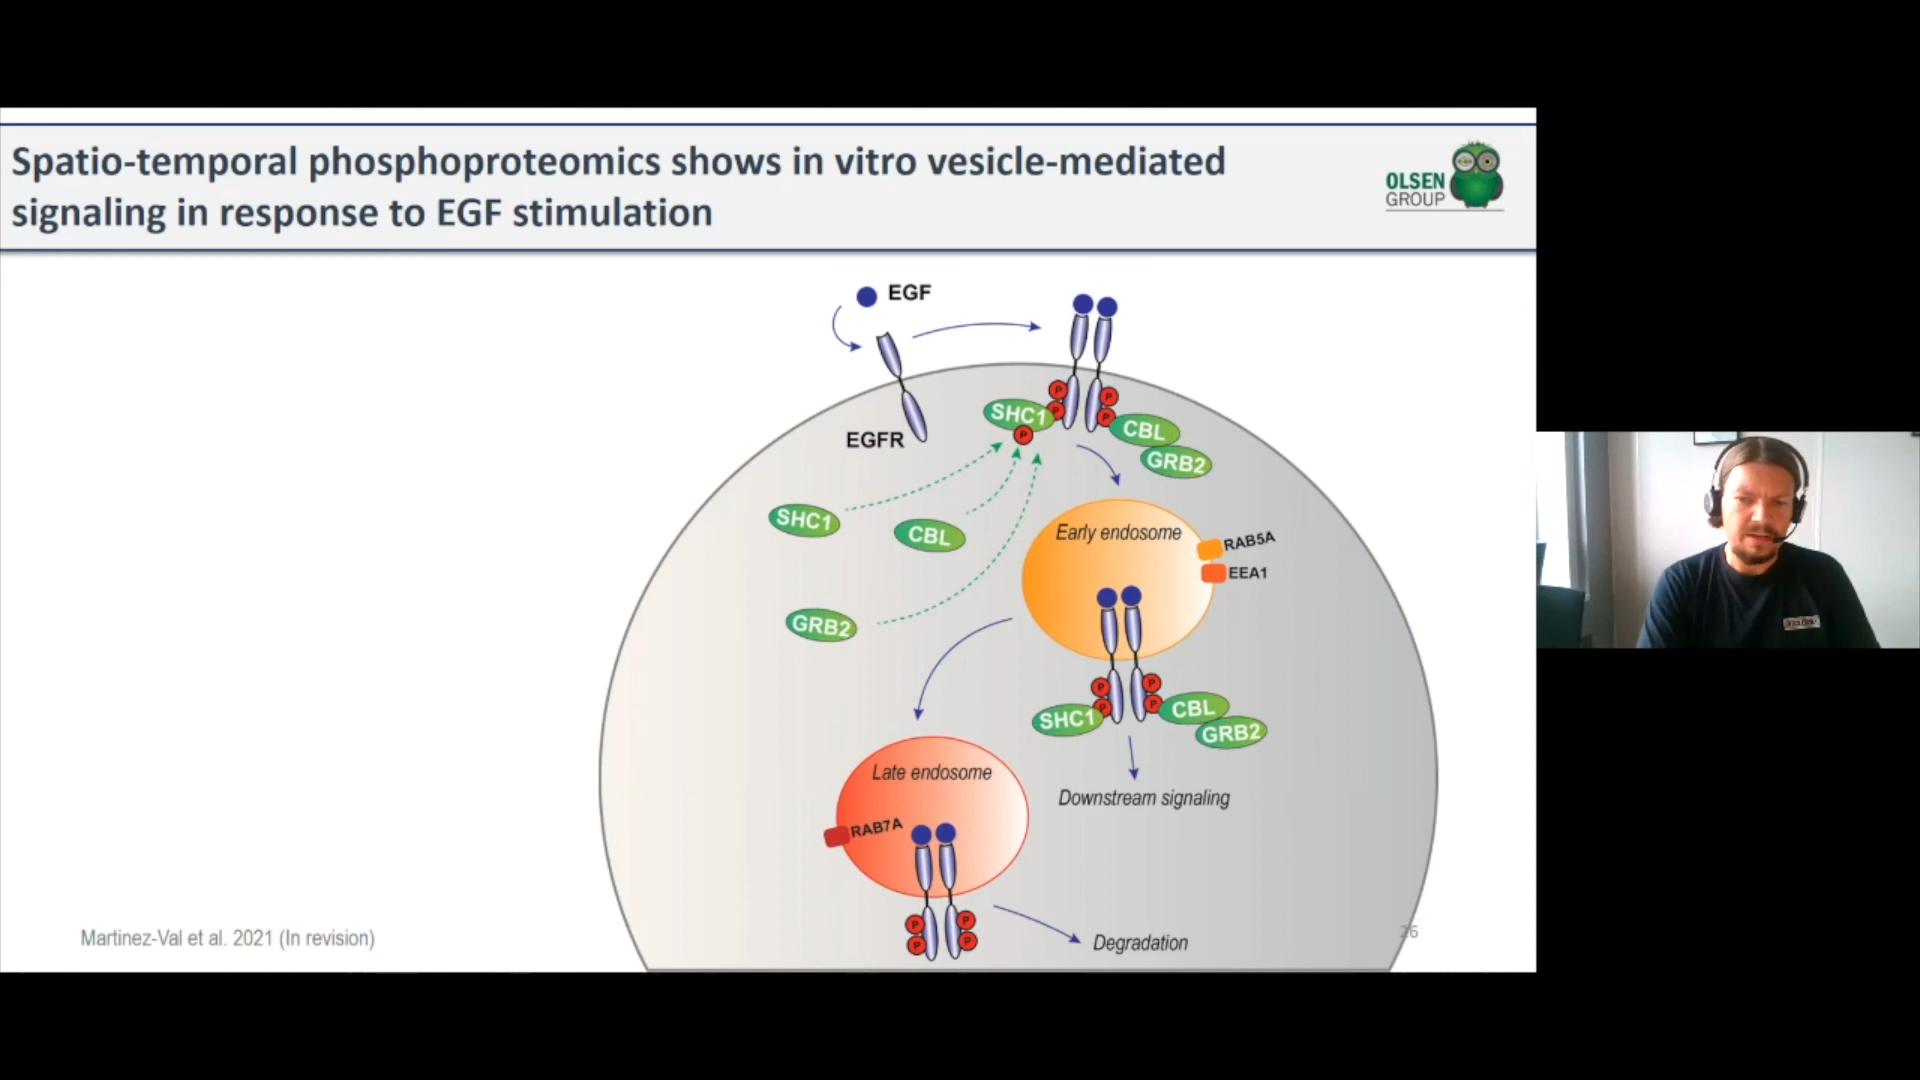 Spatio-temporal phosphoproteomics shows in vitro vesicle-mediated
signaling in response to EGF stimulation
OLSEN
GROUP
EGF
EGFR
P
P
P
P
P
SHC1
CBL
GRB2
SHC1
CBL
GRB2
Early endosome
RAB5A
EEA1
P
P
P
P
SHC1
CBL
GRB2
Downstream signaling
Late endosome
RAB7A
P
P
P
P
Degradation
Martinez-Val et al. 2021 (In revision)
26